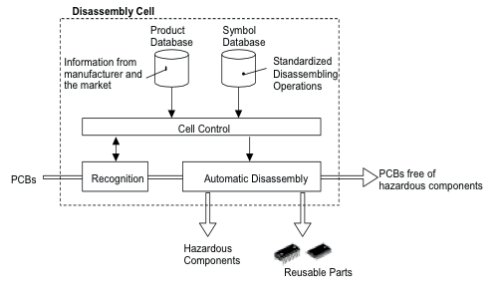 Disassembly Cell
Product
Database
Symbol
Database
Information from
manufacturer and
the market
Standardized
Disassembling
Operations
Cell Control
PCBs
Recognition
Automatic Disassembly
PCBs free of
hazardous components
Hazardous
Components
Reusable Parts